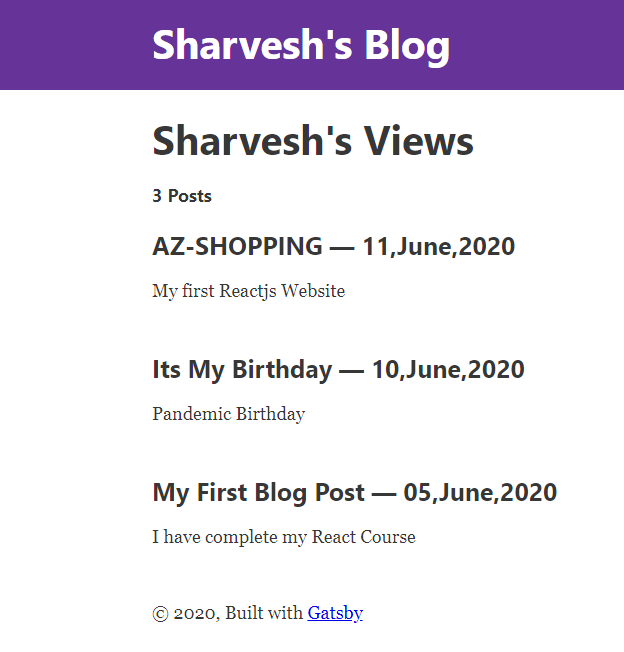 Sharvesh's Blog
Sharvesh's Views
3 Posts
AZ-SHOPPING — 11,June,2020
My first Reactjs Website
Its My Birthday — 10,June,2020
Pandemic Birthday
My First Blog Post — 05,June,2020
I have complete my React Course
© 2020, Built with Gatsby